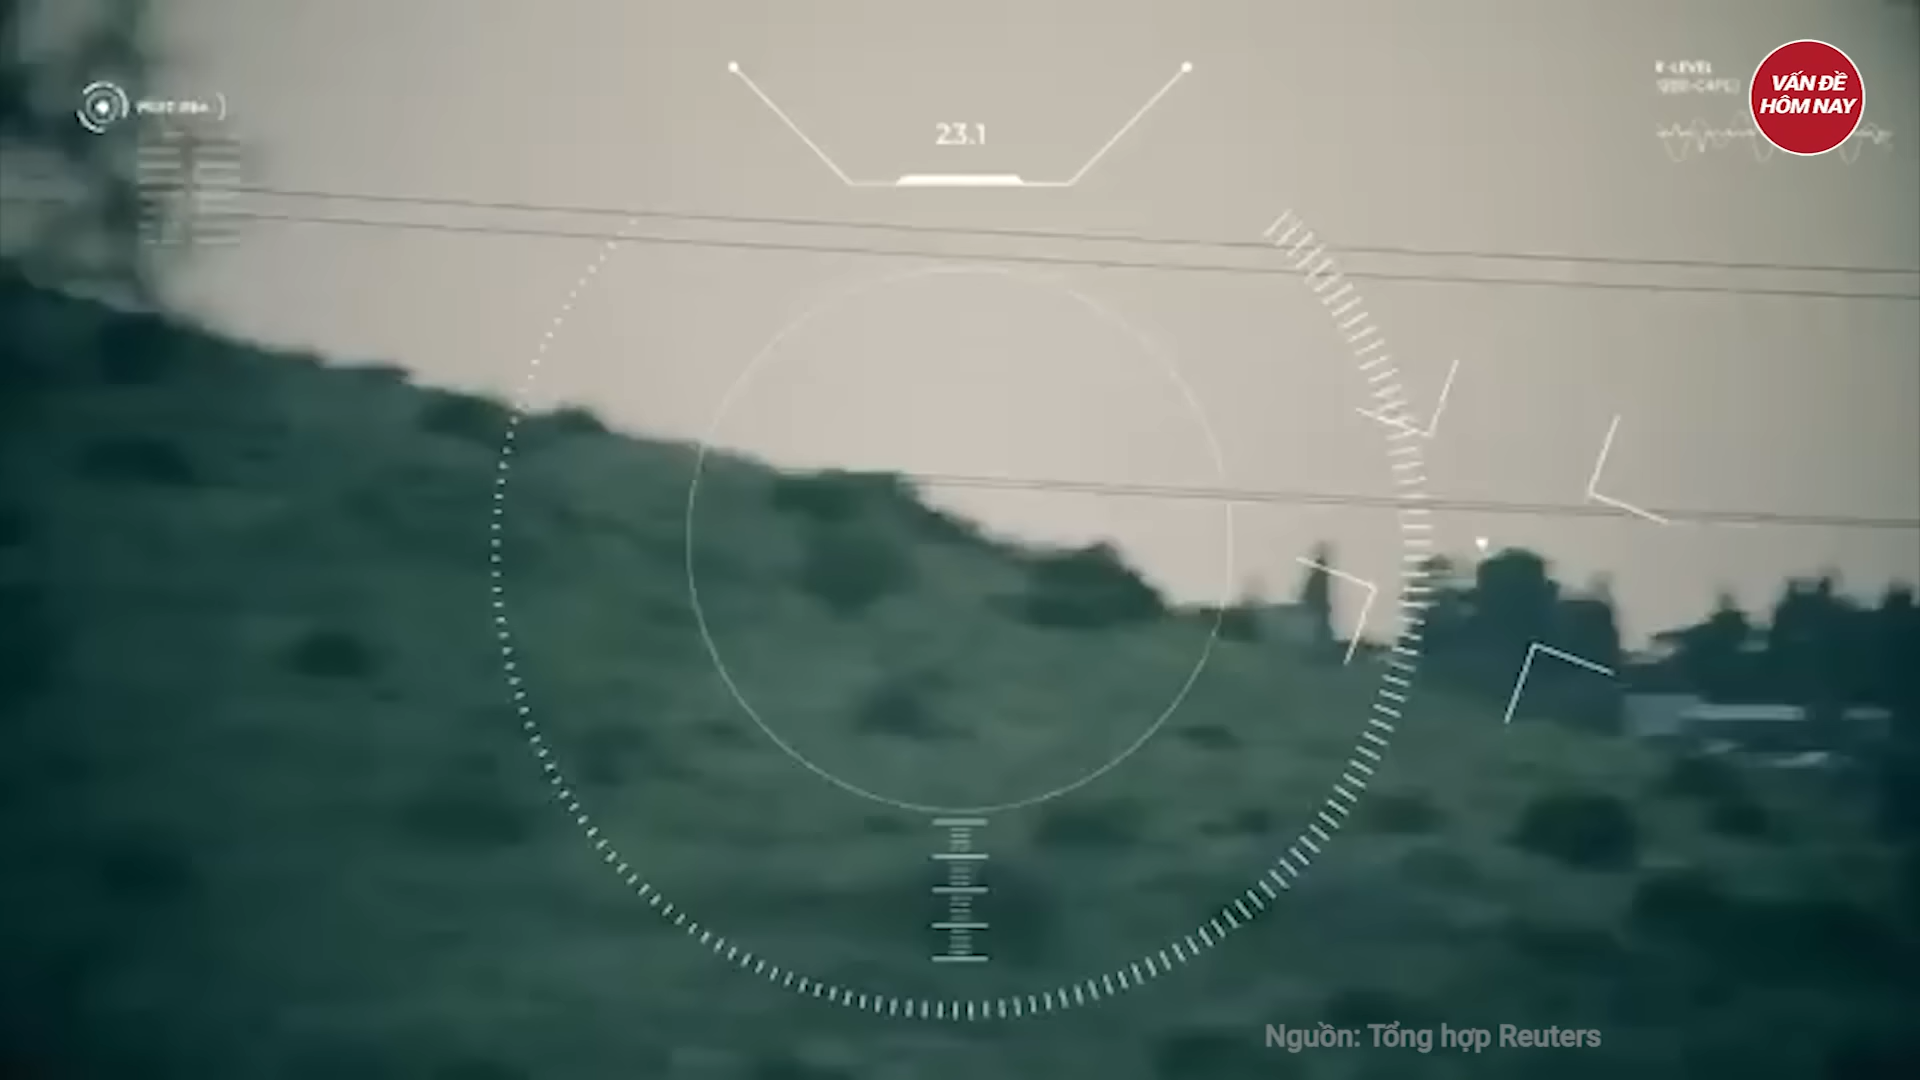 23.1
VẤN ĐỀ
HÔM NAY
Nguồn: Tổng hợp Reuters